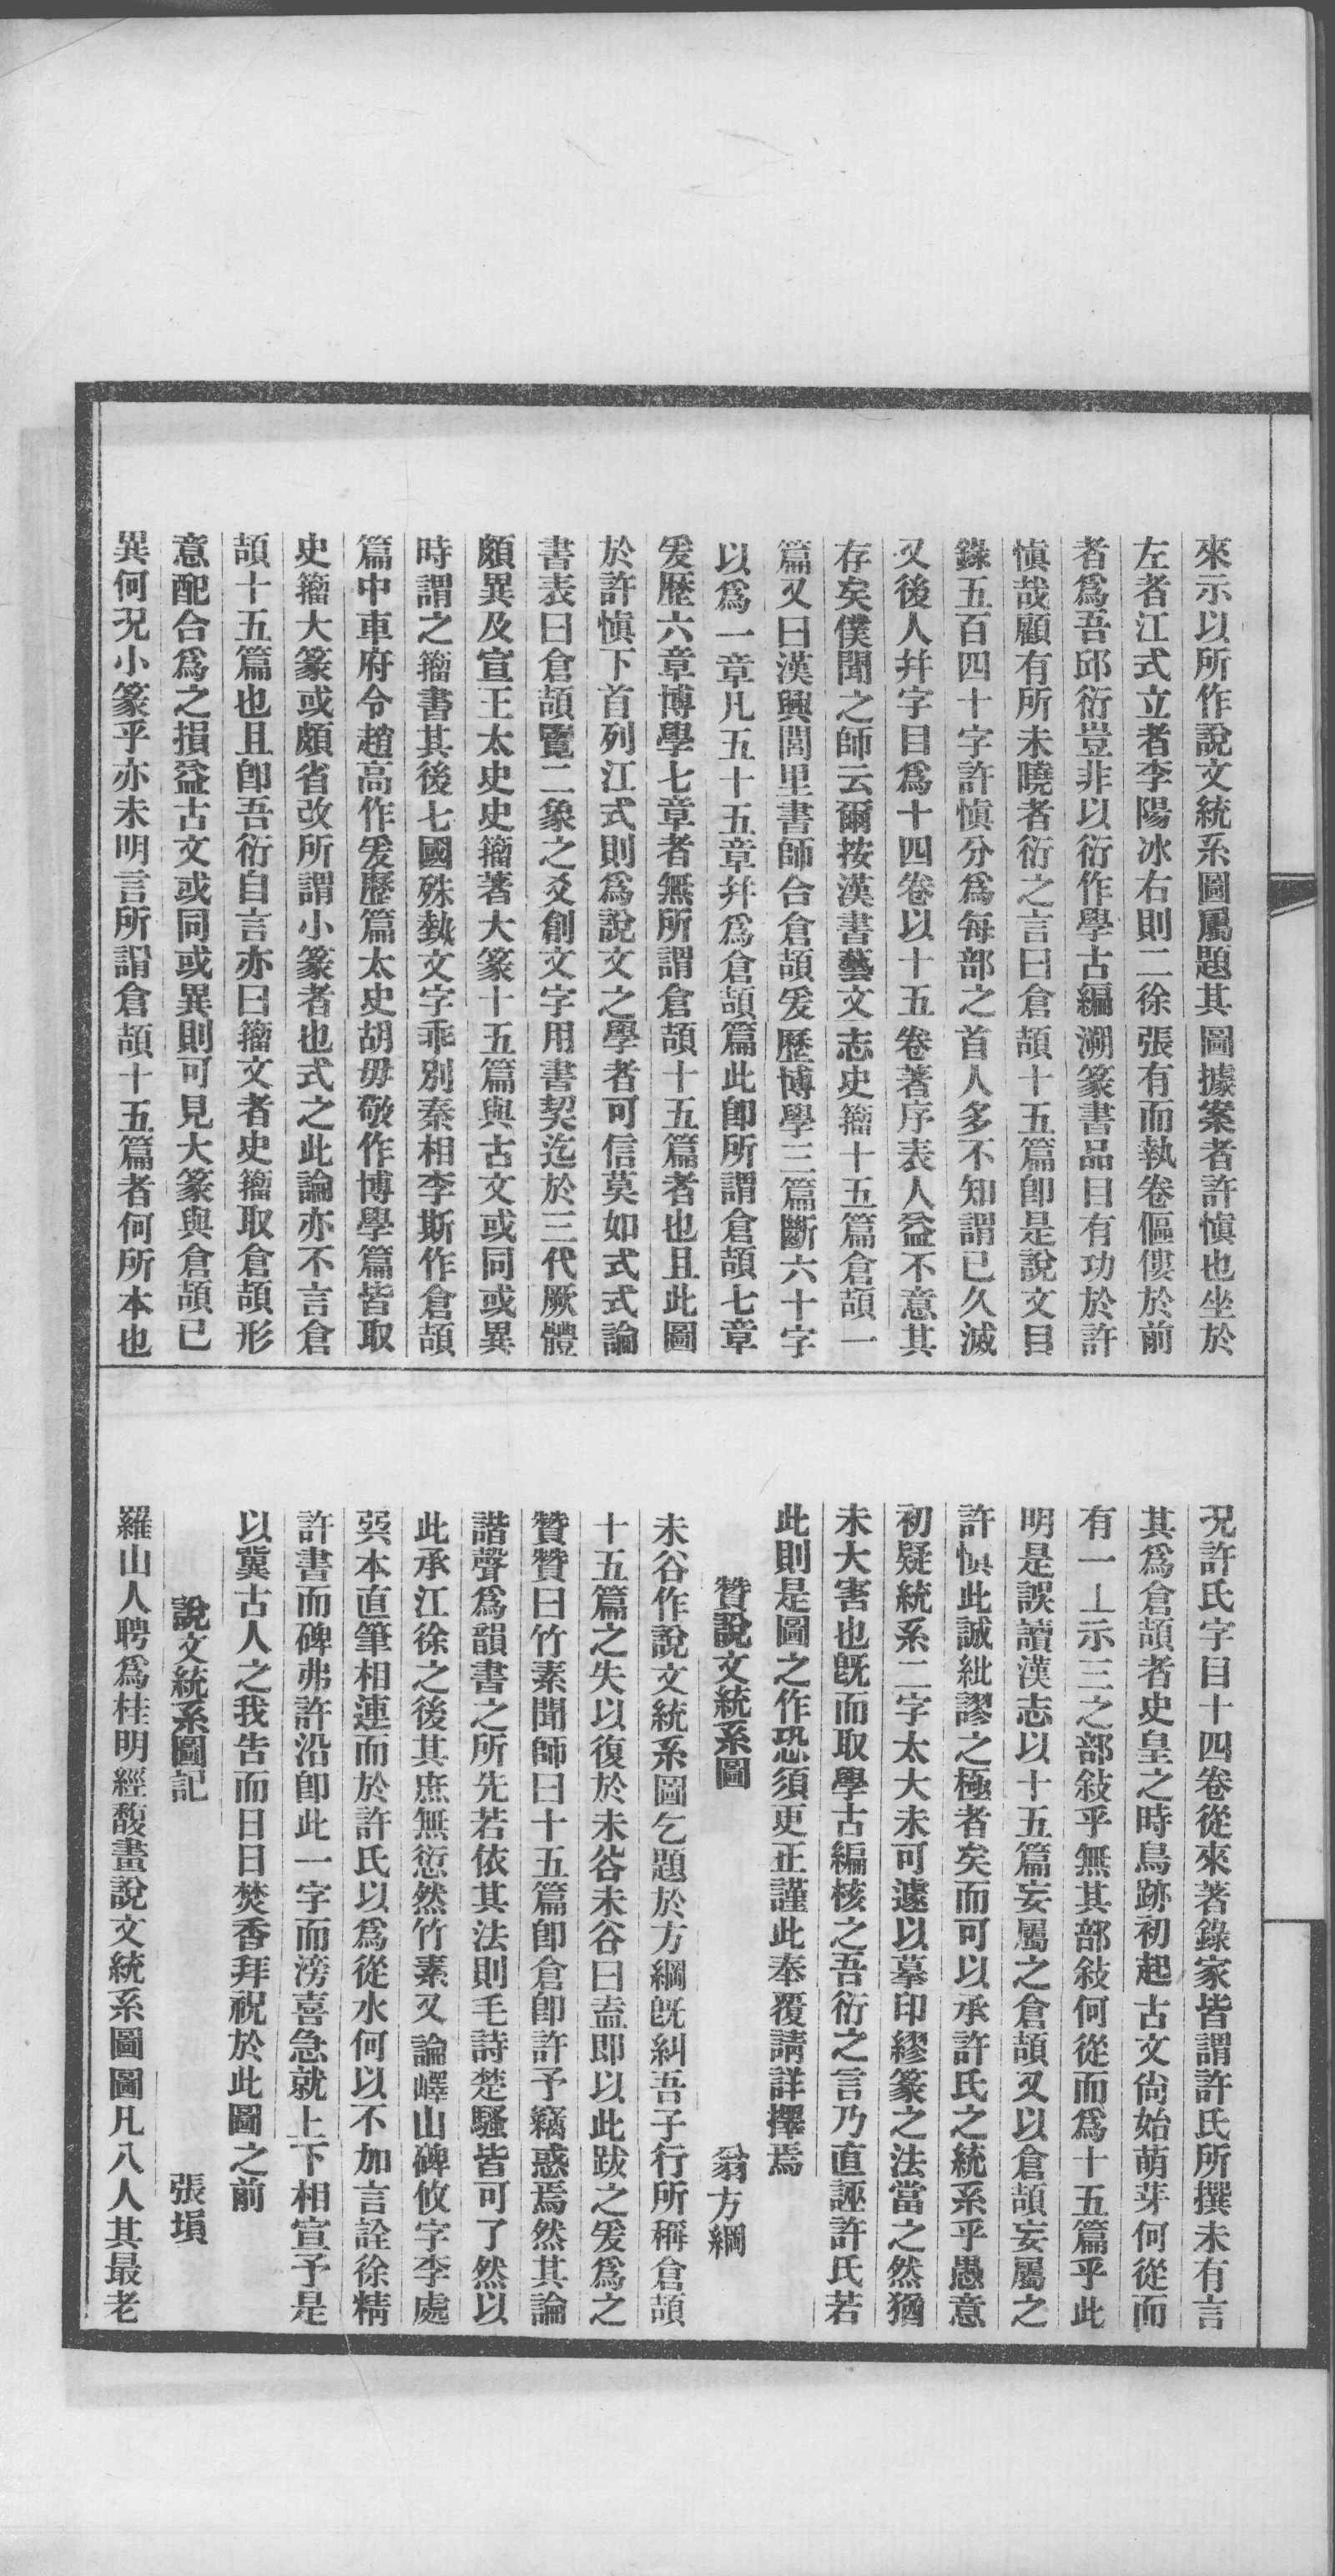 來示以所作說文統系圖屬題其圖據案者許愼也坐於
左者江式立者李陽冰右則二徐張有而執卷傴僂於前
者爲吾邱衍豈非以衍作學古編溯篆書品目有功於許
愼哉顧有所未曉者衍之言曰倉頡十五篇卽是說文目
錄五百四十字許愼分爲每部之首人多不知謂已久滅
又後人幷字目爲十四卷以十五卷著序表人益不意其
存矣僕聞之師云爾按漢書藝文志史籀十五篇倉頡一
篇又曰漢興閭里書師合倉頡爰歷博學三篇斷六十字
以爲一章凡五十五章幷爲倉頡篇此卽所謂倉頡七章
爰歷六章博學七章者無所謂倉頡十五篇者也且此圖
於許愼下首列江式則爲說文之學者可信莫如式式論
書表曰倉頡覽二象之爻創文字用書契迄於三代厥體
頗異及宣王太史史籀著大篆十五篇與古文或同或異
時謂之籀書其後七國殊執文字乖別秦相李斯作倉頡
篇中車府令趙高作爰歷篇太史胡毋敬作博學篇皆取
史籀大篆或頗省改所謂小篆者也式之此論亦不言倉
頡十五篇也且卽吾衍自言亦曰籀文者史籀取倉頡形
意配合爲之損益古文或同或異則可見大篆與倉頡已
異何況小篆乎亦未明言所謂倉頡十五篇者何所本也
況許氏字目十四卷從來著錄家皆謂許氏所撰未有言
其爲倉頡者史皇之時鳥跡初起古文尙始萌芽何從而
有一丄示三之部敍乎無其部敍何從而爲十五篇乎此
明是誤讀漢志以十五篇妄屬之倉頡又以倉頡妄屬之
許愼此誠紕謬之極者矣而可以承許氏之統系乎愚意
初疑統系二字太大未可遽以摹印繆篆之法當之然猶
未大害也旣而取學古編核之吾衍之言乃直誣許氏若
此則是圖之作恐須更正謹此奉覆請詳擇焉
贊說文統系圖 翁方綱
未谷作說文統系圖乞題於方綱旣糾吾子行所稱倉頡
十五篇之失以復於未谷未谷曰盍卽以此跋之爰爲之
贊贊曰竹素聞師曰十五篇卽倉卽許予竊惑焉然其論
諧聲爲韻書之所先若依其法則毛詩楚騷皆可了然以
此承江徐之後其庶無愆然竹素又論嶧山碑攸字李處
㢲本直筆相連而於許氏以爲從水何以不加言詮徐精
許書而碑弗許沿卽此一字而滂喜急就上下相宣予是
以冀古人之我告而日日焚香拜祝於此圖之前
說文統系圖記 張塤
羅山人聘爲桂明經馥畫說文統系圖圖凡八人其最老